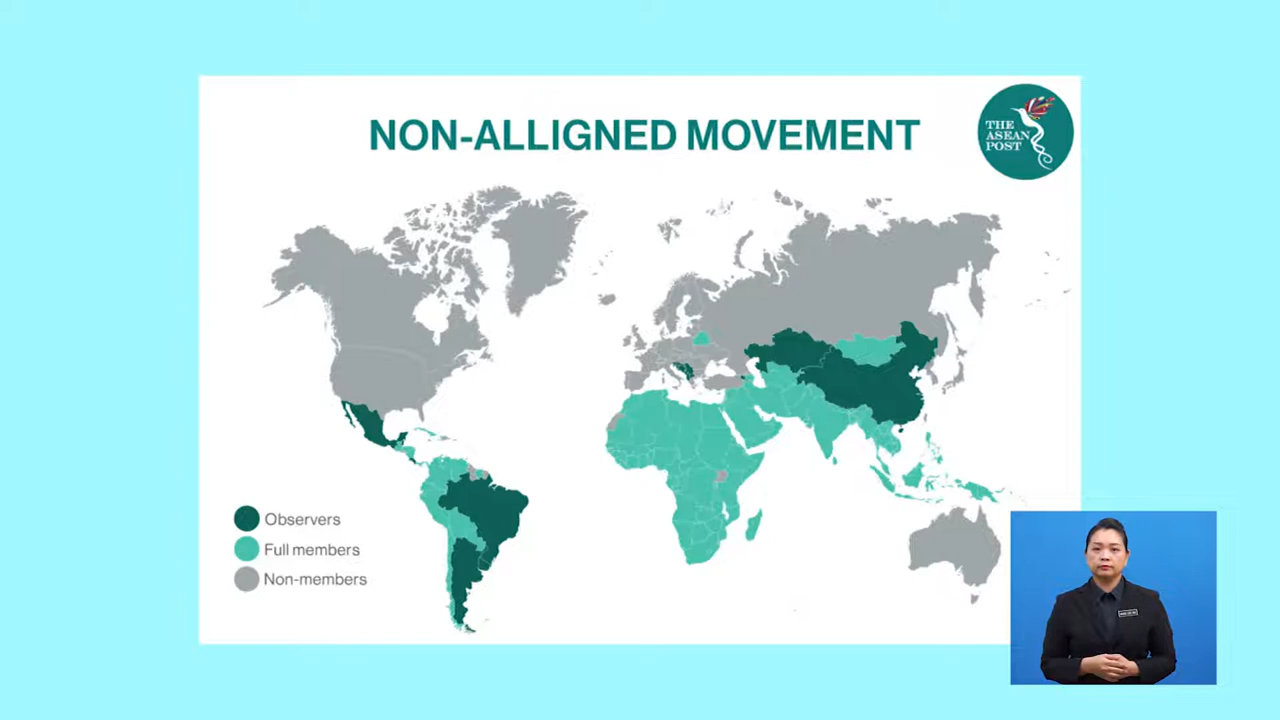 NON-ALLIGNED MOVEMENT
THE
ASEAN
POST
Observers
Full members
Non-members